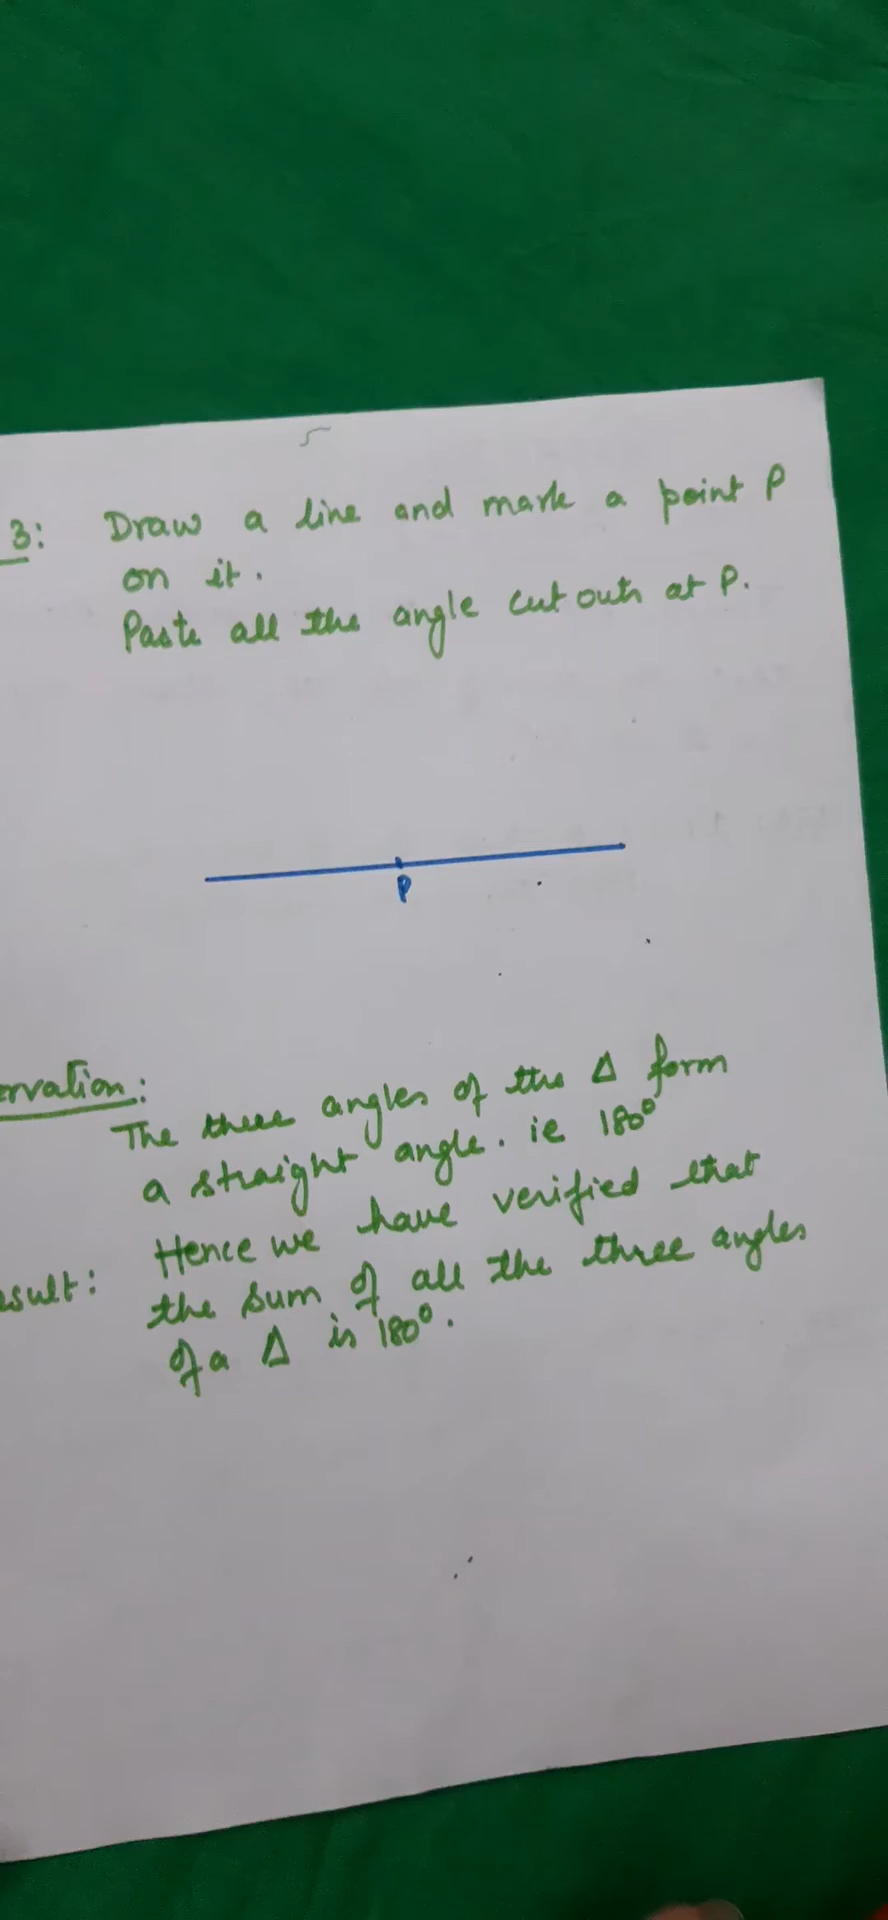 3: Draw a line and mark a point P
on it.
Paste all the angle cut outs at P.
P
ervation:
The three angles of the Δ form
a straight angle. ie 180°
Hence we have verified that
esult: the sum of all the three angles
of a Δ is 180°.